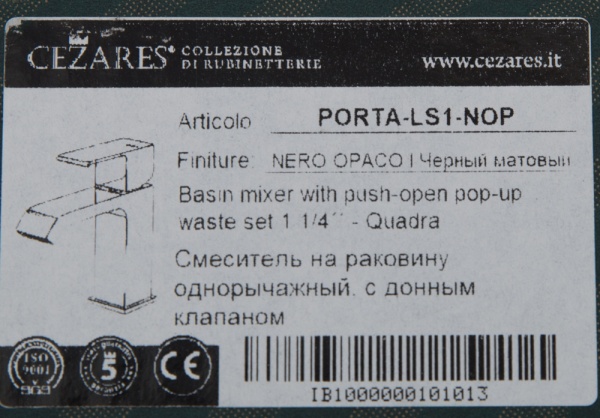 CEZARES® COLLEZIONE
DI RUBINETTERIE
www.cezares.it
Articolo PORTA-LS1-NOP
Finiture: NERO OPACO | Черный матовый
Basin mixer with push-open pop-up
waste set 1 1/4´´ - Quadra
Смеситель на раковину
однорычажный, с донным
клапаном
ISO
9001
5
CE
IB1000000101013